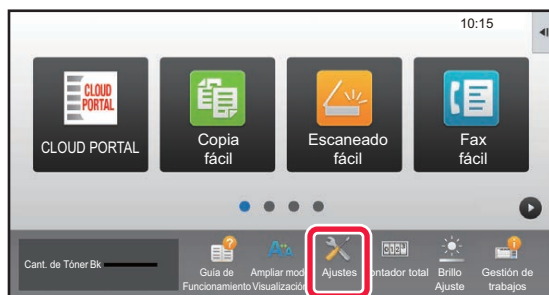 10:15
CLOUD
PORTAL
CLOUD PORTAL
Copia
fácil
Escaneado
fácil
Fax
fácil
Cant. de Tóner Bk
Guía de
Funcionamiento
Ampliar mod
Visualizació
Ajustes
ontador total
Brillo
Ajuste
Gestión de
trabajos